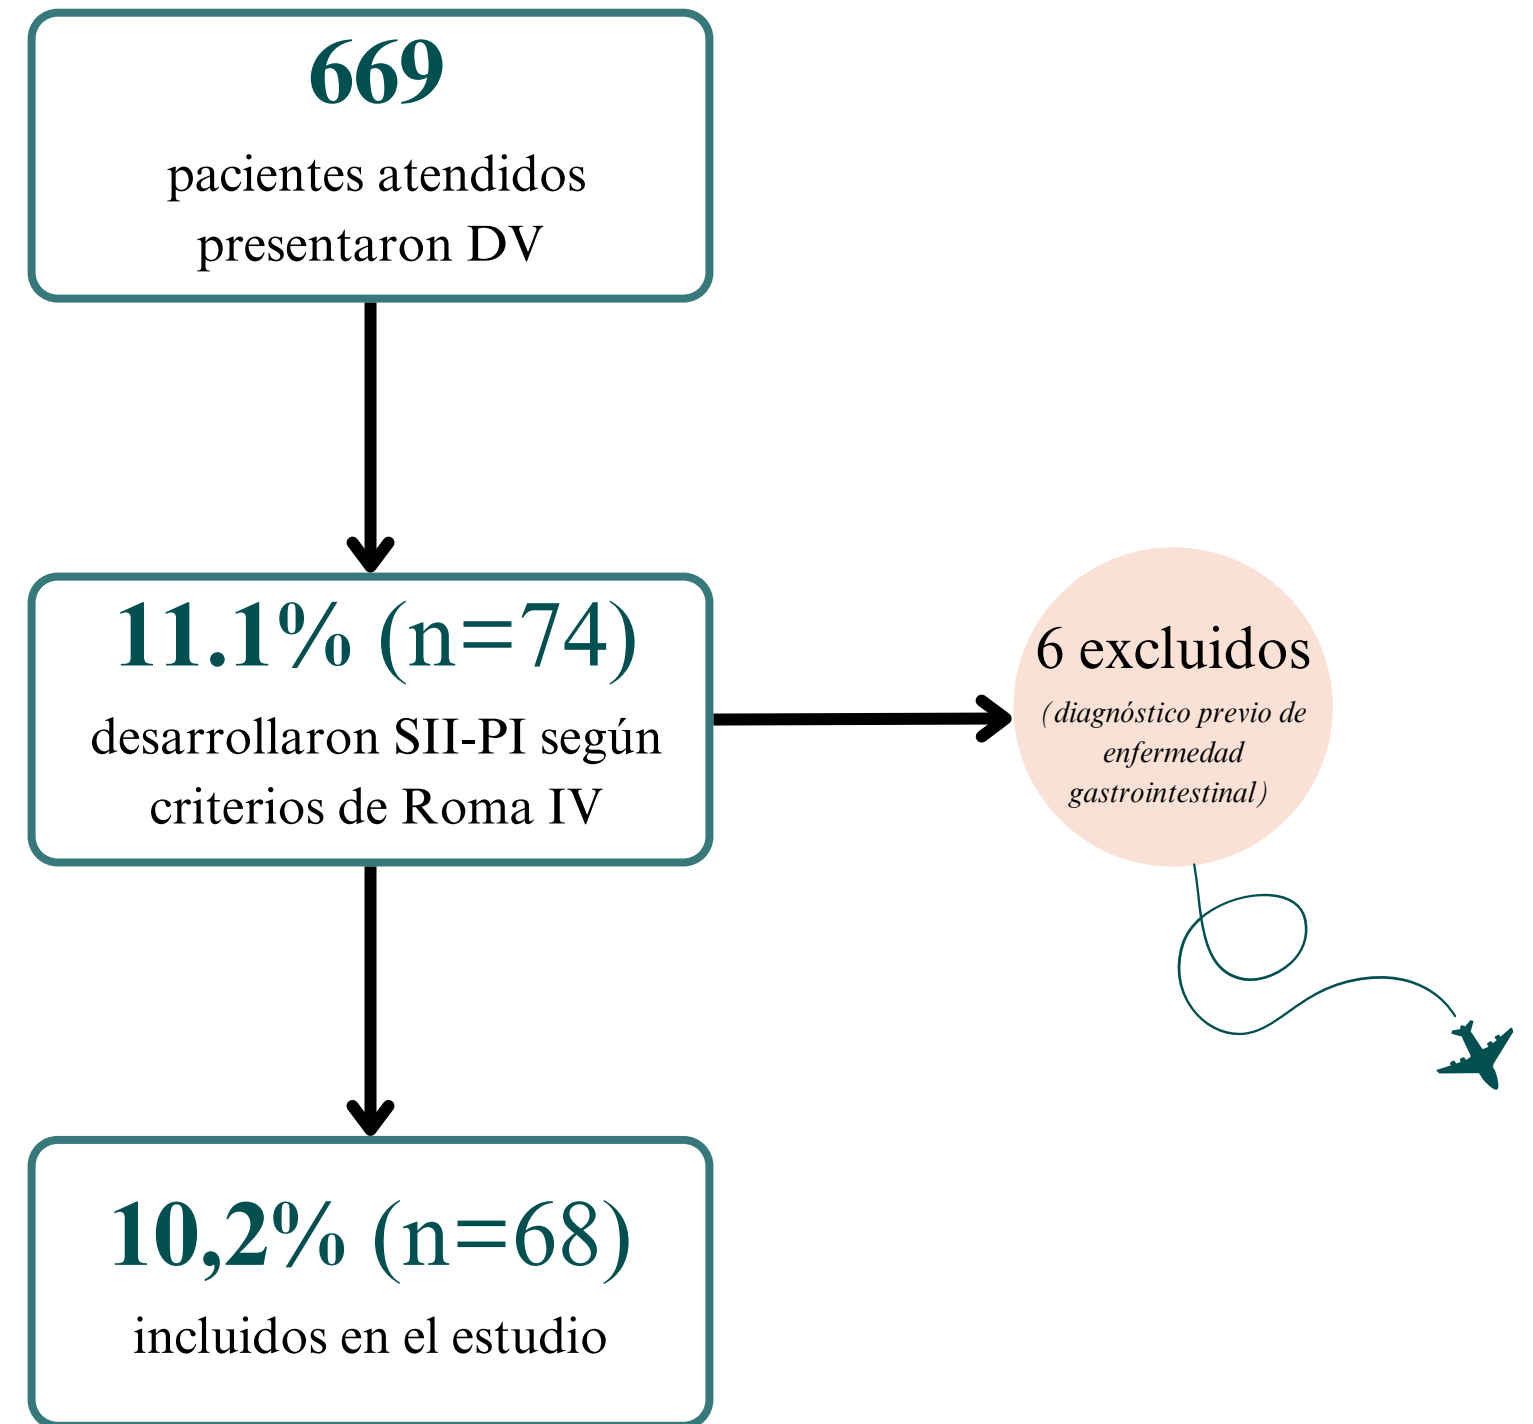 669
pacientes atendidos
presentaron DV
11.1% (n=74)
desarrollaron SII-PI según
criterios de Roma IV
6 excluidos
(diagnóstico previo de
enfermedad
gastrointestinal)
10,2% (n=68)
incluidos en el estudio